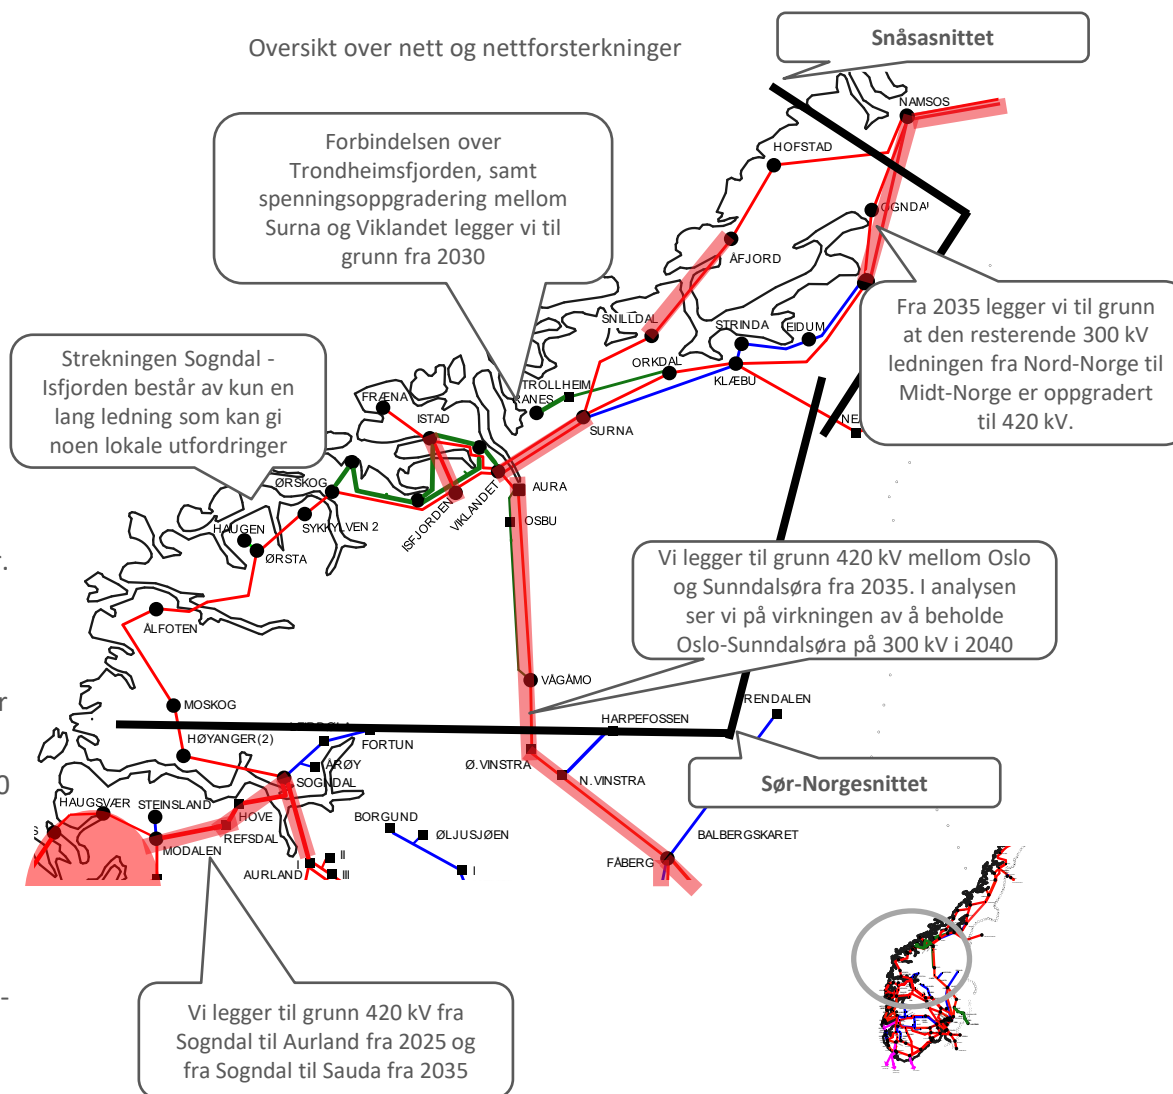 Oversikt over nett og nettforsterkninger
Snåsasnittet
NAMSOS
Forbindelsen over
Trondheimsfjorden, samt
spenningsoppgradering mellom
Surna og Viklandet legger vi til
grunn fra 2030
HOFSTAD
OGNDAL
ÅFJORD
Fra 2035 legger vi til grunn
at den resterende 300 kV
ledningen fra Nord-Norge til
Midt-Norge er oppgradert
til 420 kV.
SNILLDAL
STRINDA
EIDUM
Strekningen Sogndal -
Isfjorden består av kun en
lang ledning som kan gi
noen lokale utfordringer
ORKDAL
KLÆBU
TROLLHEIM
RANES
FRÆNA
ISTAD
SURNA
NE
ØRSKOG
AURA
ISFJORDEN
VIKLANDET
SYKKYLVEN 2
OSBU
HAUGEN
ØRSTA
r.
Vi legger til grunn 420 kV mellom Oslo
og Sunndalsøra fra 2035. I analysen
ser vi på virkningen av å beholde
Oslo-Sunndalsøra på 300 kV i 2040
ÅLFOTEN
VÅGÅMO
r
MOSKOG
RENDALEN
HARPEFOSSEN
HØYANGER(2)
FORTUN
ÅRØY
SOGNDAL
Ø.VINSTRA
N.VINSTRA
Sør-Norgesnittet
0
HAUGSVÆR
STEINSLAND
HOVE
REFSDAL
BORGUND
ØLJUSJØEN
BALBERGSKARET
S
MODALEN
FÅBERG
AURLAND
I
II
III
I
-
Vi legger til grunn 420 kV fra
Sogndal til Aurland fra 2025 og
fra Sogndal til Sauda fra 2035